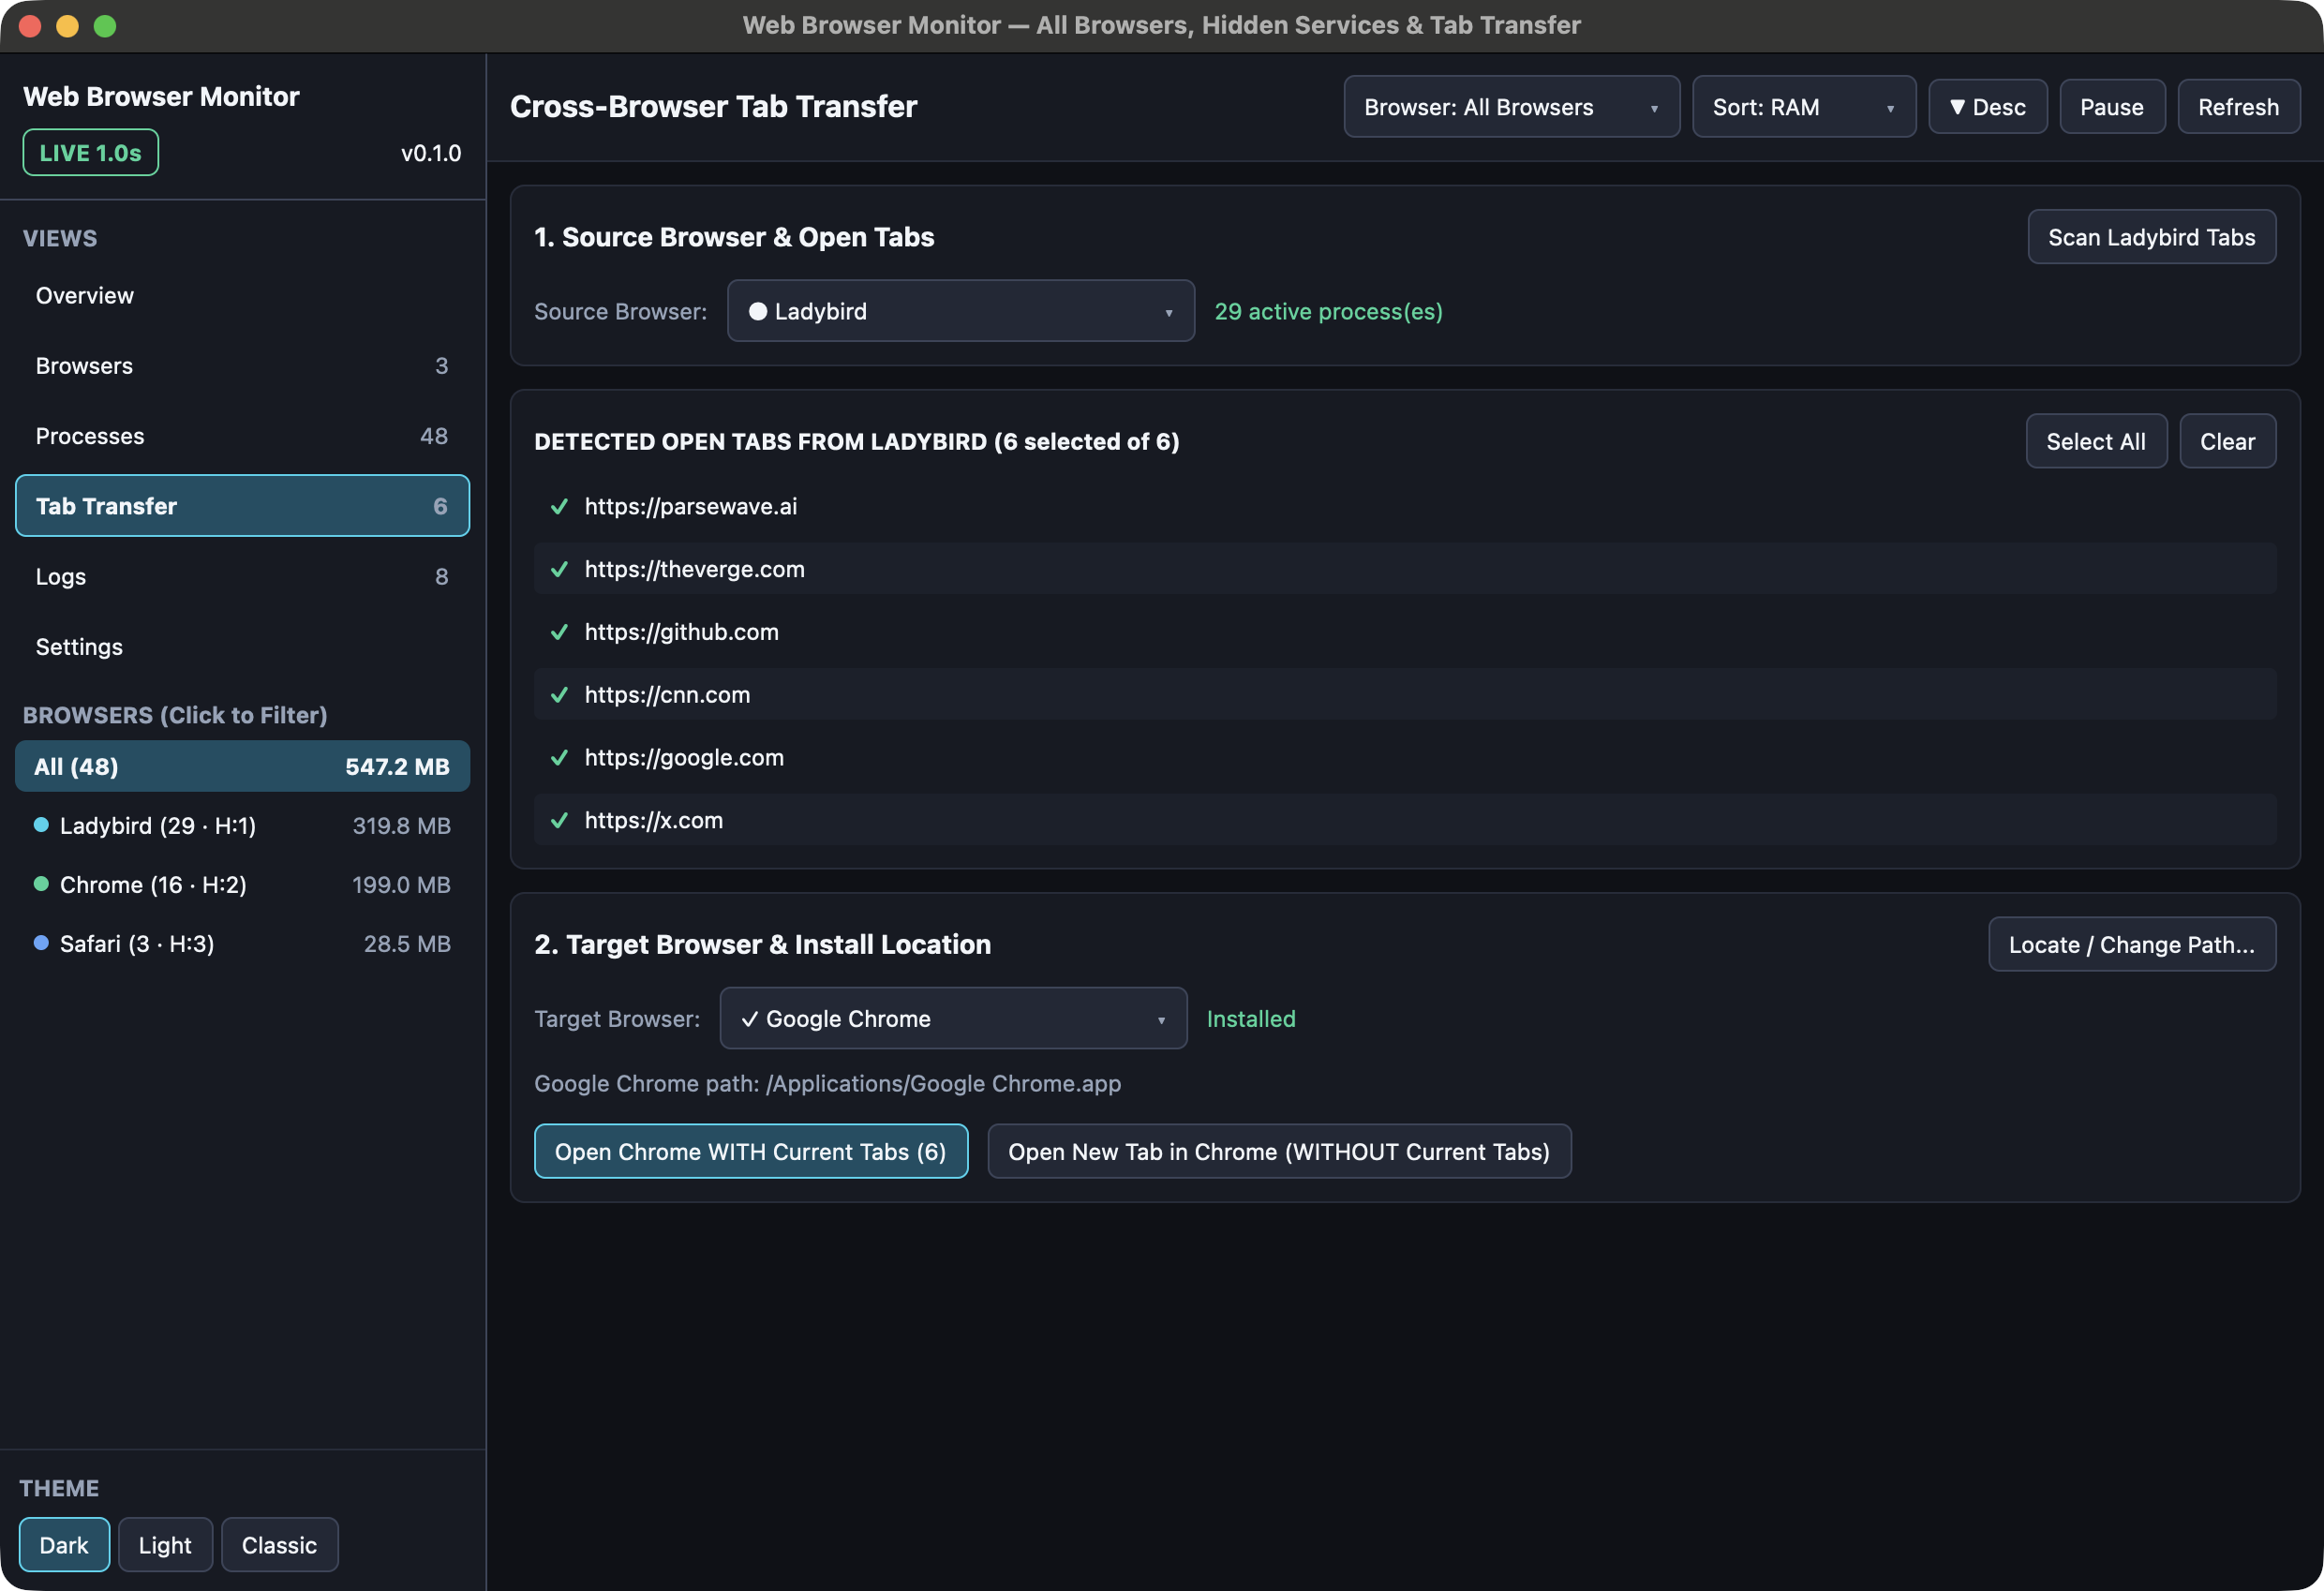 Web Browser Monitor — All Browsers, Hidden Services & Tab Transfer
Web Browser Monitor
LIVE 1.0s
v0.1.0
VIEWS
Overview
Browsers 3
Processes 48
Tab Transfer 6
Logs 8
Settings
BROWSERS (Click to Filter)
All (48) 547.2 MB
Ladybird (29 · H:1) 319.8 MB
Chrome (16 · H:2) 199.0 MB
Safari (3 · H:3) 28.5 MB
THEME
Dark Light Classic
Cross-Browser Tab Transfer
Browser: All Browsers ▾ Sort: RAM ▾ ▼ Desc Pause Refresh
1. Source Browser & Open Tabs
Scan Ladybird Tabs
Source Browser: ● Ladybird ▾ 29 active process(es)
DETECTED OPEN TABS FROM LADYBIRD (6 selected of 6)
Select All Clear
✓ https://parsewave.ai
✓ https://theverge.com
✓ https://github.com
✓ https://cnn.com
✓ https://google.com
✓ https://x.com
2. Target Browser & Install Location
Locate / Change Path...
Target Browser: ✓ Google Chrome ▾ Installed
Google Chrome path: /Applications/Google Chrome.app
Open Chrome WITH Current Tabs (6) Open New Tab in Chrome (WITHOUT Current Tabs)